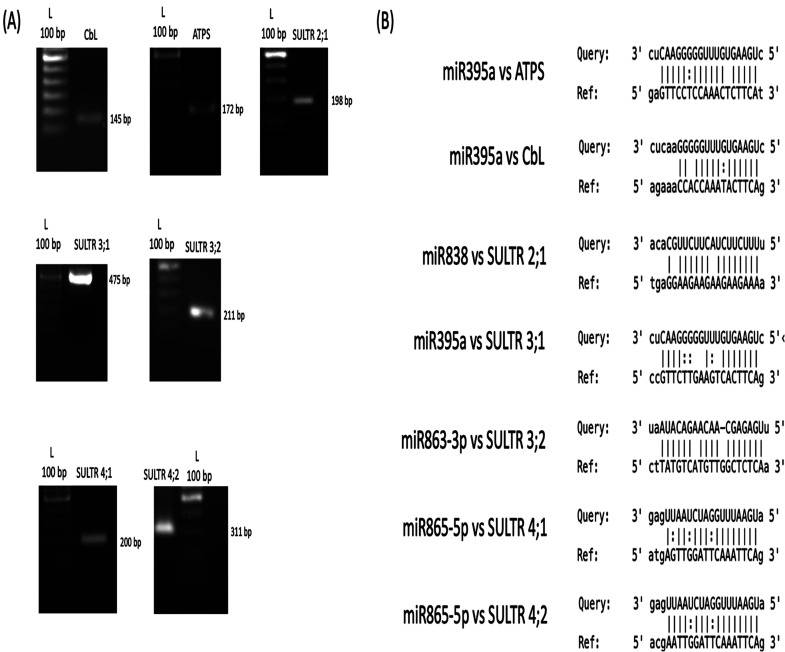 (A)
L
100 bp CbL
145 bp
L
100 bp ATPS
172 bp
L
100 bp SULTR 2;1
198 bp
L
100 bp SULTR 3;1
475 bp
L
100 bp SULTR 3;2
211 bp
L
100 bp SULTR 4;1
200 bp
L
SULTR 4;2 100 bp
311 bp
(B)
miR395a vs ATPS
Query: 3' cuCAAGGGGGUUUGUGAAGUc 5'
|||||:|||||| |||||
Ref: 5' gaGTTCCTCCAAACTCTTCAt 3'
miR395a vs CbL
Query: 3' cucaaGGGGGUUUGUGAAGUc 5'
|| |||||:||||||
Ref: 5' agaaaCCACCAAATACTTCAg 3'
miR838 vs SULTR 2;1
Query: 3' acaCGUUCUUCAUCUUCUUUu 5'
| |||||| |||||||||
Ref: 5' tgaGGAAGAAGAAGAAGAAAa 3'
miR395a vs SULTR 3;1
Query: 3' cuCAAGGGGGUUUGUGAAGUc 5'‹
||||:: |: |||||||
Ref: 5' ccGTTCTTGAAGTCACTTCAg 3'
miR863-3p vs SULTR 3;2
Query: 3' uaAUACAGAACAA-CGAGAGUu 5'
|||||| |||| |||||||
Ref: 5' ctTATGTCATGTTGGCTCTCAa 3'
miR865-5p vs SULTR 4;1
Query: 3' gagUUAAUCUAGGUUUAAGUa 5'
|:||:|||:|||||||||
Ref: 5' atgAGTTGGATTCAAATTCAg 3'
miR865-5p vs SULTR 4;2
Query: 3' gagUUAAUCUAGGUUUAAGUa 5'
||||:|||:|||||||||
Ref: 5' acgAATTGGATTCAAATTCAg 3'